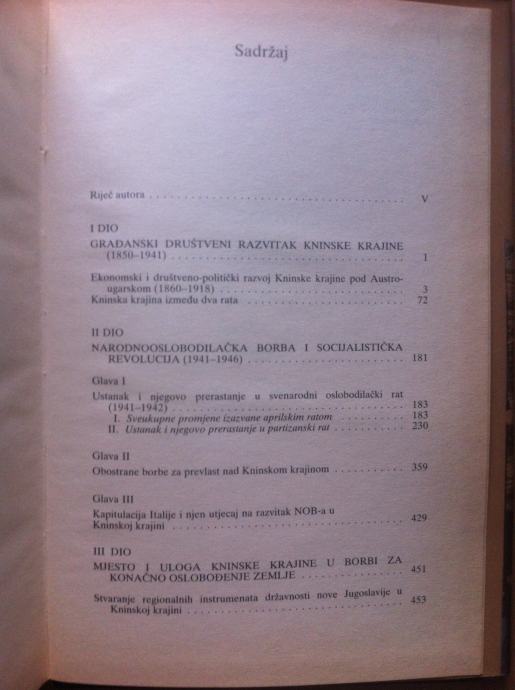 Sadržaj
Riječ autora . . . . . . . . . . . . . . . . . . . . . . . . . . . . . . V
I DIO
GRAĐANSKI DRUŠTVENI RAZVITAK KNINSKE KRAJINE
(1850–1941) . . . . . . . . . . . . . . . . . . . . . . . . . . . . . . 1
Ekonomski i društveno-politički razvoj Kninske krajine pod Austro-
ugarskom (1860–1918) . . . . . . . . . . . . . . . . . . . . . . 3
Kninska krajina između dva rata . . . . . . . . . . . . . . . . . . 72
II DIO
NARODNOOSLOBODILAČKA BORBA I SOCIJALISTIČKA
REVOLUCIJA (1941–1946) . . . . . . . . . . . . . . . . . . . . 181
Glava I
Ustanak i njegovo prerastanje u svenarodni oslobodilački rat
(1941–1942) . . . . . . . . . . . . . . . . . . . . . . . . . . . . 183
I. Sveukupne promjene izazvane aprilskim ratom . . . . . . . . 183
II. Ustanak i njegovo prerastanje u partizanski rat . . . . . . . . 230
Glava II
Obostrane borbe za prevlast nad Kninskom krajinom . . . . . . . . 359
Glava III
Kapitulacija Italije i njen utjecaj na razvitak NOB-a u
Kninskoj krajini . . . . . . . . . . . . . . . . . . . . . . . . . . 429
III DIO
MJESTO I ULOGA KNINSKE KRAJINE U BORBI ZA
KONAČNO OSLOBOĐENJE ZEMLJE . . . . . . . . . . . . 451
Stvaranje regionalnih instrumenata državnosti nove Jugoslavije u
Kninskoj krajini . . . . . . . . . . . . . . . . . . . . . . . . . . 453